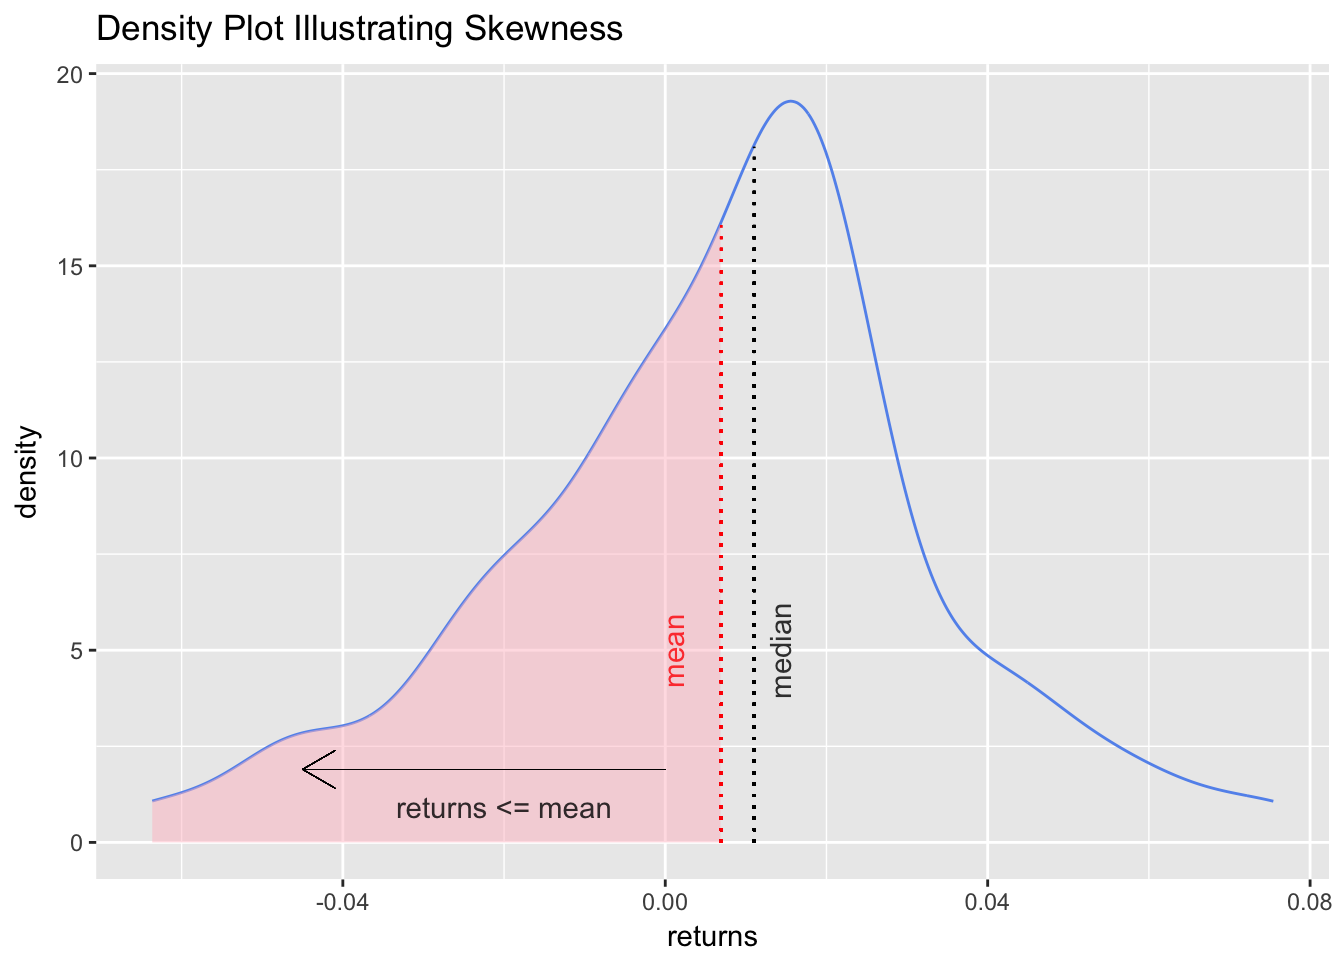 Density Plot Illustrating Skewness
20
15
10
5
0
density
mean
median
returns <= mean
-0.04
0.00
0.04
0.08
returns